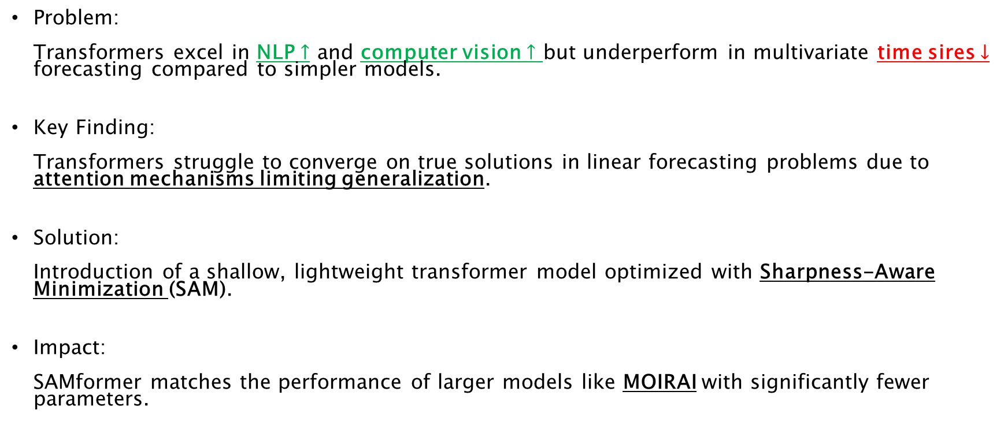 • Problem:
Transformers excel in NLP↑ and computer vision↑ but underperform in multivariate time sires↓
forecasting compared to simpler models.
• Key Finding:
Transformers struggle to converge on true solutions in linear forecasting problems due to
attention mechanisms limiting generalization.
• Solution:
Introduction of a shallow, lightweight transformer model optimized with Sharpness-Aware
Minimization (SAM).
• Impact:
SAMformer matches the performance of larger models like MOIRAI with significantly fewer
parameters.